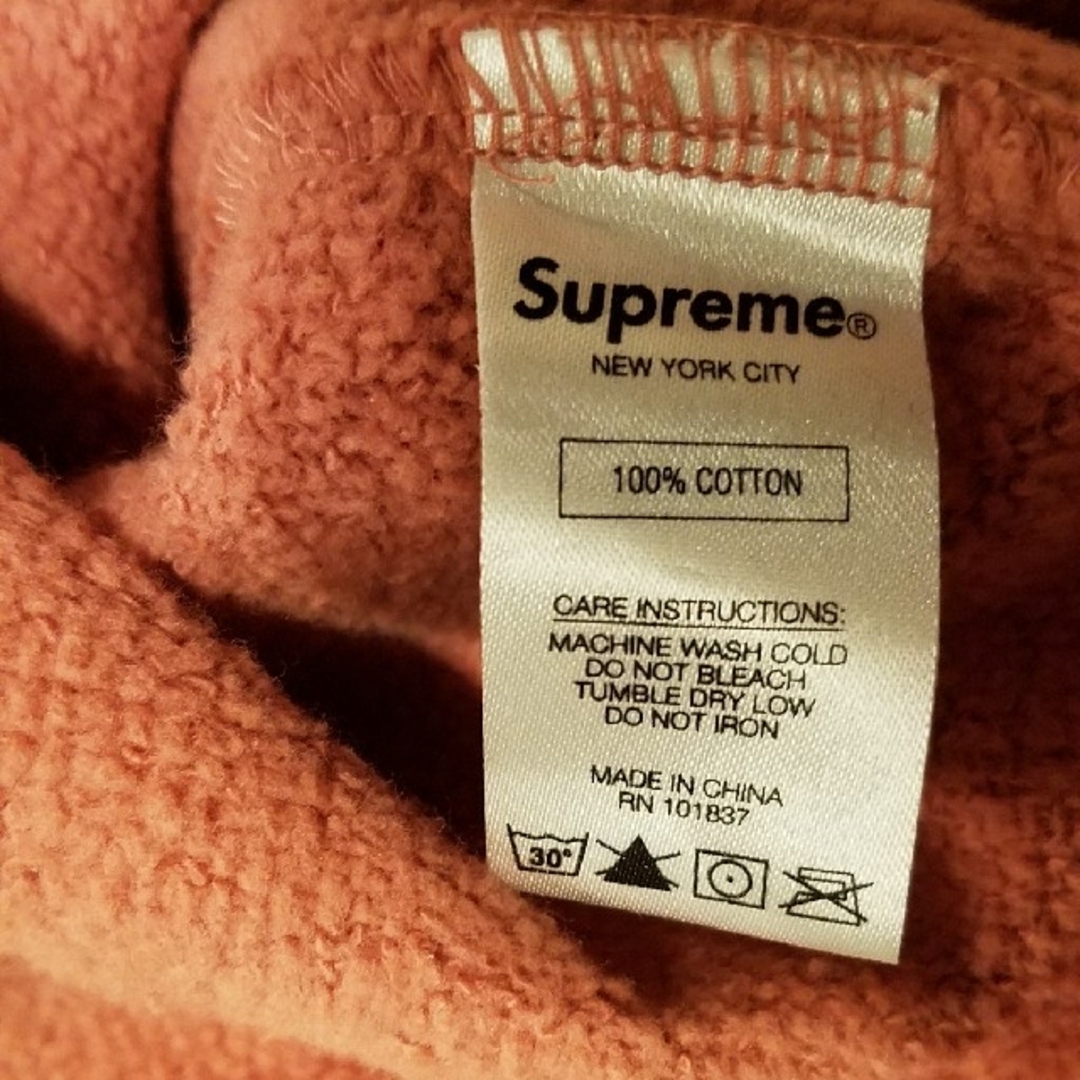 Supreme®
NEW YORK CITY
100% COTTON
CARE INSTRUCTIONS:
MACHINE WASH COLD
DO NOT BLEACH
TUMBLE DRY LOW
DO NOT IRON
MADE IN CHINA
RN 101837
30°